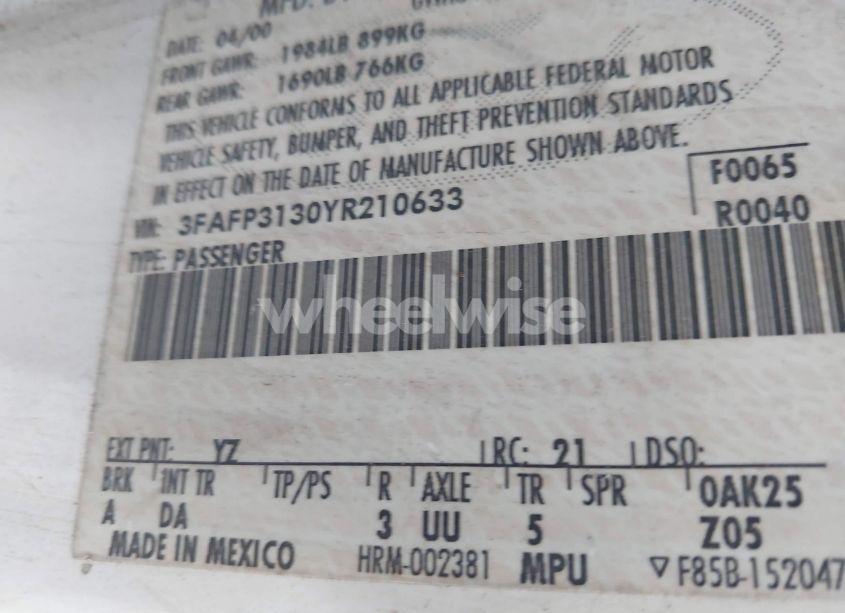 DATE: 04/00
FRONT GAWR: 1984LB 899KG
REAR GAWR: 1690LB 766KG
THIS VEHICLE CONFORMS TO ALL APPLICABLE FEDERAL MOTOR
VEHICLE SAFETY, BUMPER, AND THEFT PREVENTION STANDARDS
IN EFFECT ON THE DATE OF MANUFACTURE SHOWN ABOVE.
VIN: 3FAFP3130YR210633
F0065
R0040
TYPE: PASSENGER
wheelwise
EXT PNT: YZ RC: 21 DSO:
BRK INT TR TP/PS R AXLE TR SPR 0AK25
A DA 3 UU 5 Z05
MADE IN MEXICO HRM-002381 MPU ▽ F85B-152047